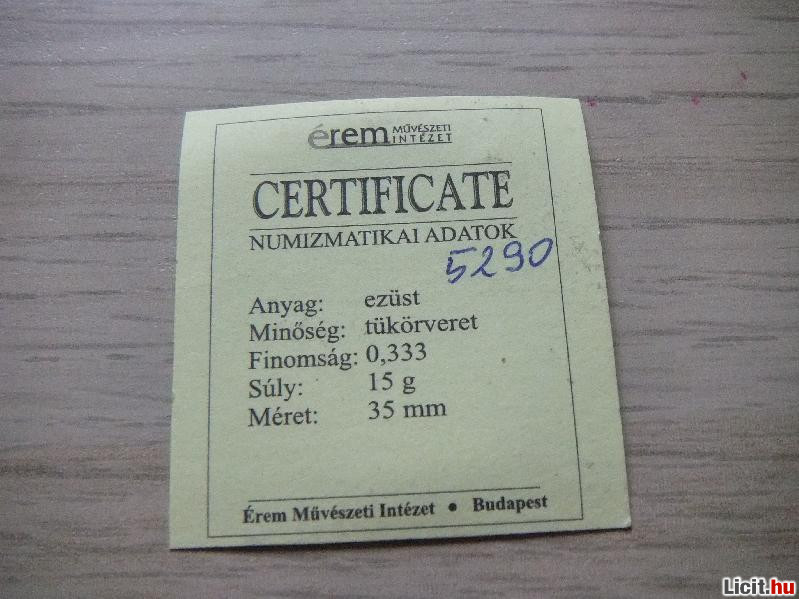 érem MŰVÉSZETI
INTÉZET
CERTIFICATE
NUMIZMATIKAI ADATOK
5290
Anyag: ezüst
Minőség: tükörveret
Finomság: 0,333
Súly: 15 g
Méret: 35 mm
Érem Művészeti Intézet • Budapest
Licit.hu